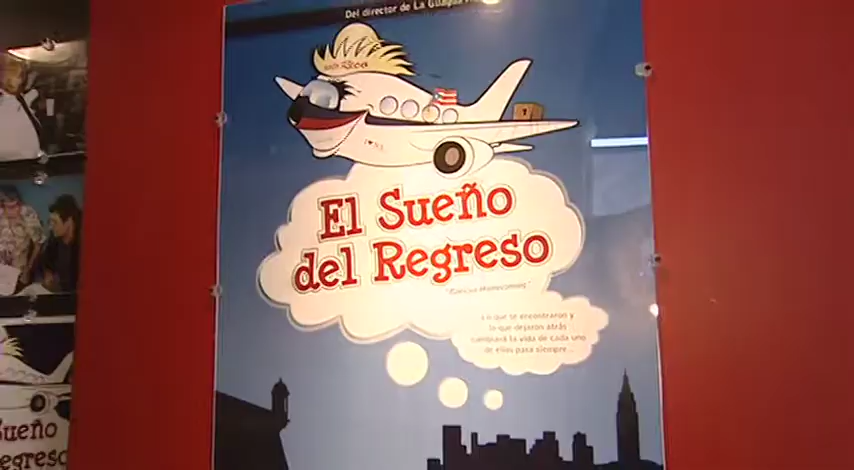 Del director de La Guagua
El Sueño
del Regreso
Lo que se encontraron y
lo que dejaron atrás
cambiará la vida de cada uno
de ellos para siempre...
Sueño
egreso